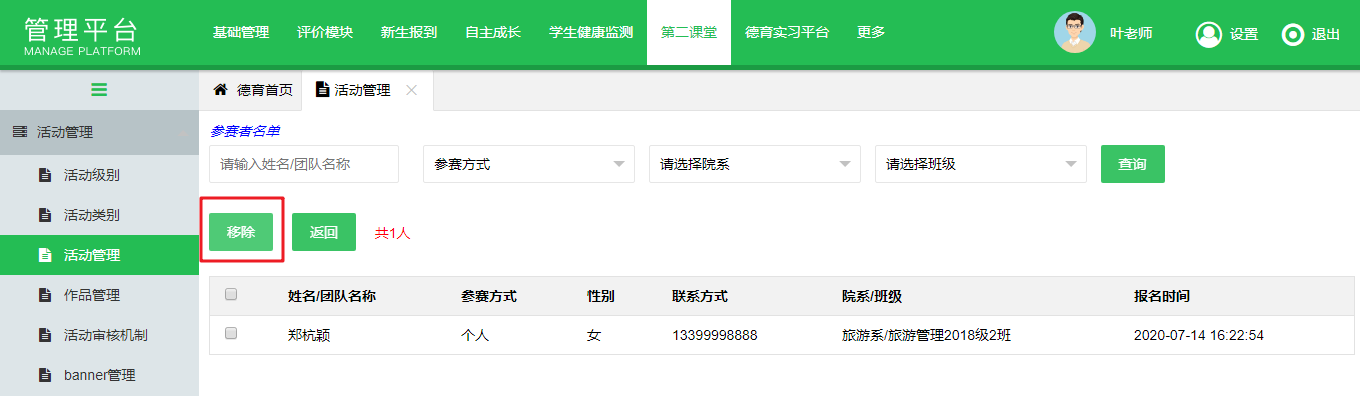 管理平台
MANAGE PLATFORM
基础管理 评价模块 新生报到 自主成长 学生健康监测 第二课堂 德育实习平台 更多
叶老师 设置 退出
德育首页 活动管理
活动管理
活动级别
活动类别
活动管理
作品管理
活动审核机制
banner管理
参赛者名单
请输入姓名/团队名称 参赛方式 请选择院系 请选择班级 查询
移除 返回 共1人
姓名/团队名称 参赛方式 性别 联系方式 院系/班级 报名时间
郑杭颖 个人 女 13399998888 旅游系/旅游管理2018级2班 2020-07-14 16:22:54